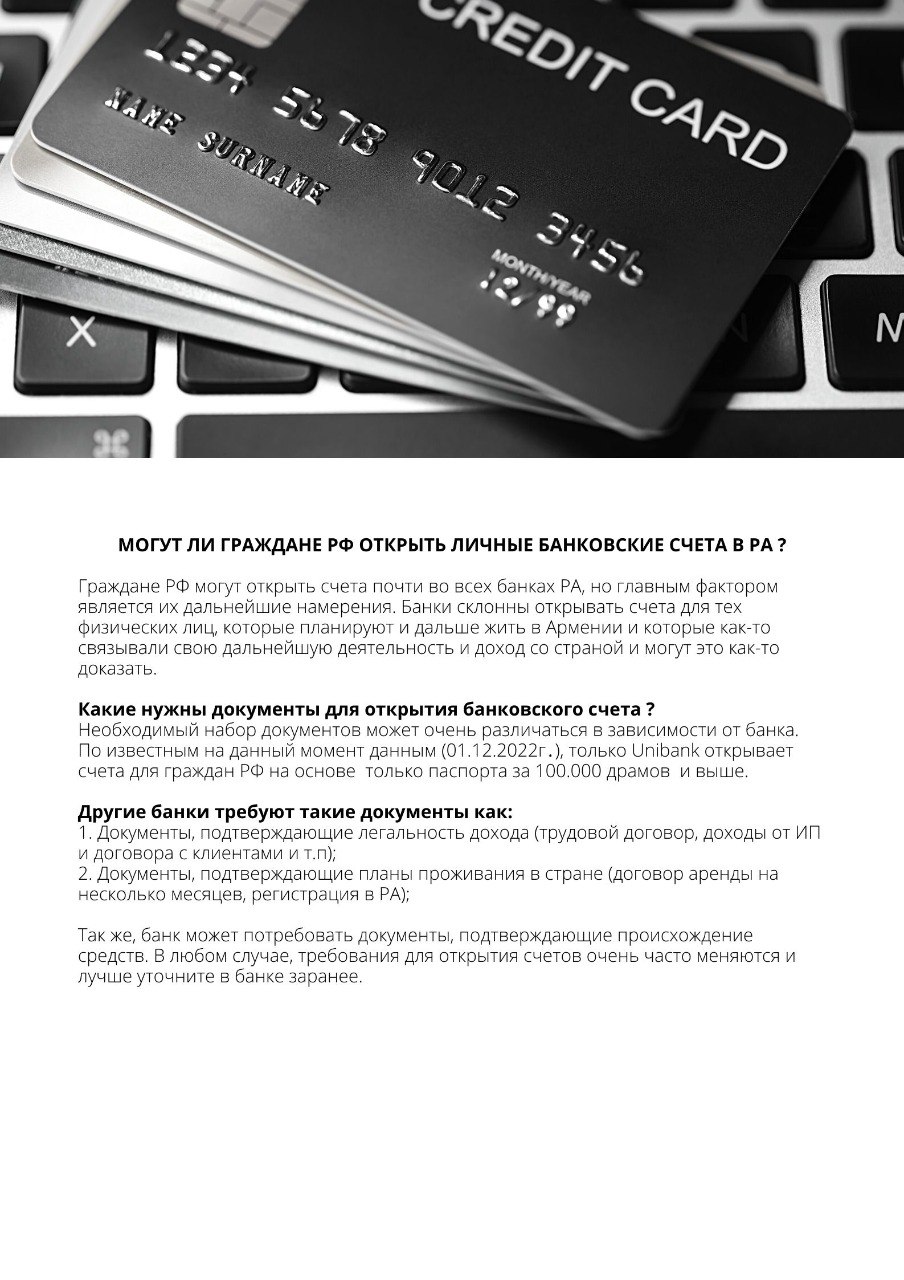 CREDIT CARD
1234 5678 9012 3456
NAME SURNAME
MONTH/YEAR
12/99
X
N
⌘
МОГУТ ЛИ ГРАЖДАНЕ РФ ОТКРЫТЬ ЛИЧНЫЕ БАНКОВСКИЕ СЧЕТА В РА ?
Граждане РФ могут открыть счета почти во всех банках РА, но главным фактором
является их дальнейшие намерения. Банки склонны открывать счета для тех
физических лиц, которые планируют и дальше жить в Армении и которые как-то
связывали свою дальнейшую деятельность и доход со страной и могут это как-то
доказать.
Какие нужны документы для открытия банковского счета ?
Необходимый набор документов может очень различаться в зависимости от банка.
По известным на данный момент данным (01.12.2022г.), только Unibank открывает
счета для граждан РФ на основе  только паспорта за 100.000 драмов  и выше.
Другие банки требуют такие документы как:
1. Документы, подтверждающие легальность дохода (трудовой договор, доходы от ИП
и договора с клиентами и т.п);
2. Документы, подтверждающие планы проживания в стране (договор аренды на
несколько месяцев, регистрация в РА);
Так же, банк может потребовать документы, подтверждающие происхождение
средств. В любом случае, требования для открытия счетов очень часто меняются и
лучше уточните в банке заранее.